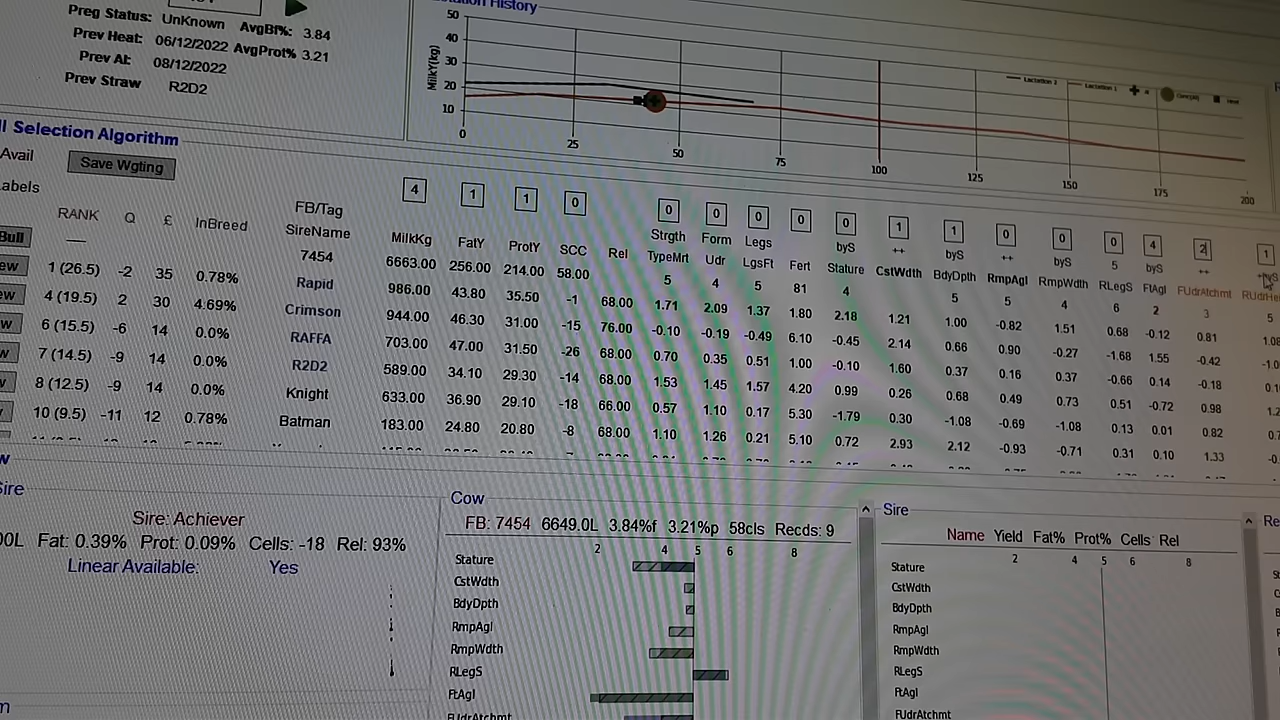 Preg Status: UnKnown AvgBf%: 3.84
Prev Heat: 06/12/2022 AvgProt% 3.21
Prev AI: 08/12/2022
Prev Straw R2D2
History
MilkY(kg)
50
40
30
20
10
0 25 50 75 100 125 150 175 200
Lactation 2 Lactation 1 Heat
Selection Algorithm
Avail Save Wgting
Labels
4 1 1 0 0 0 0 0 0 1 1 0 0 0 4 2 1
Strgth Form Legs byS ++ byS ++ byS 5 byS ++
RANK Q £ InBreed FB/Tag SireName MilkKg FatY ProtY SCC Rel TypeMrt Udr LgsFt Fert Stature CstWdth BdyDpth RmpAgl RmpWdth RLegS FtAgl FUdrAtchmt
Bull — 7454 6663.00 256.00 214.00 58.00 5 4 5 81 4 5 5 4 6 2 3 5
1 (26.5) -2 35 0.78% Rapid 986.00 43.80 35.50 -1 68.00 1.71 2.09 1.37 1.80 2.18 1.21 1.00 -0.82 1.51 0.68 -0.12 0.81
4 (19.5) 2 30 4.69% Crimson 944.00 46.30 31.00 -15 76.00 -0.10 -0.19 -0.49 6.10 -0.45 2.14 0.66 0.90 -0.27 -1.68 1.55 -0.42
6 (15.5) -6 14 0.0% RAFFA 703.00 47.00 31.50 -26 68.00 0.70 0.35 0.51 1.00 -0.10 1.60 0.37 0.16 0.37 -0.66 0.14 -0.18
7 (14.5) -9 14 0.0% R2D2 589.00 34.10 29.30 -14 68.00 1.53 1.45 1.57 4.20 0.99 0.26 0.68 0.49 0.73 0.51 -0.72 0.98
8 (12.5) -9 14 0.0% Knight 633.00 36.90 29.10 -18 66.00 0.57 1.10 0.17 5.30 -1.79 0.30 -1.08 -0.69 -1.08 0.13 0.01 0.82
10 (9.5) -11 12 0.78% Batman 183.00 24.80 20.80 -8 68.00 1.10 1.26 0.21 5.10 0.72 2.93 2.12 -0.93 -0.71 0.31 0.10 1.33
Sire
Sire: Achiever
Fat: 0.39% Prot: 0.09% Cells: -18 Rel: 93%
Linear Available: Yes
Cow
FB: 7454 6649.0L 3.84%f 3.21%p 58cls Recds: 9
2 4 5 6 8
Stature
CstWdth
BdyDpth
RmpAgl
RmpWdth
RLegS
FtAgl
FUdrAtchmt
Sire
Name Yield Fat% Prot% Cells Rel
2 4 5 6 8
Stature
CstWdth
BdyDpth
RmpAgl
RmpWdth
RLegS
FtAgl
FUdrAtchmt